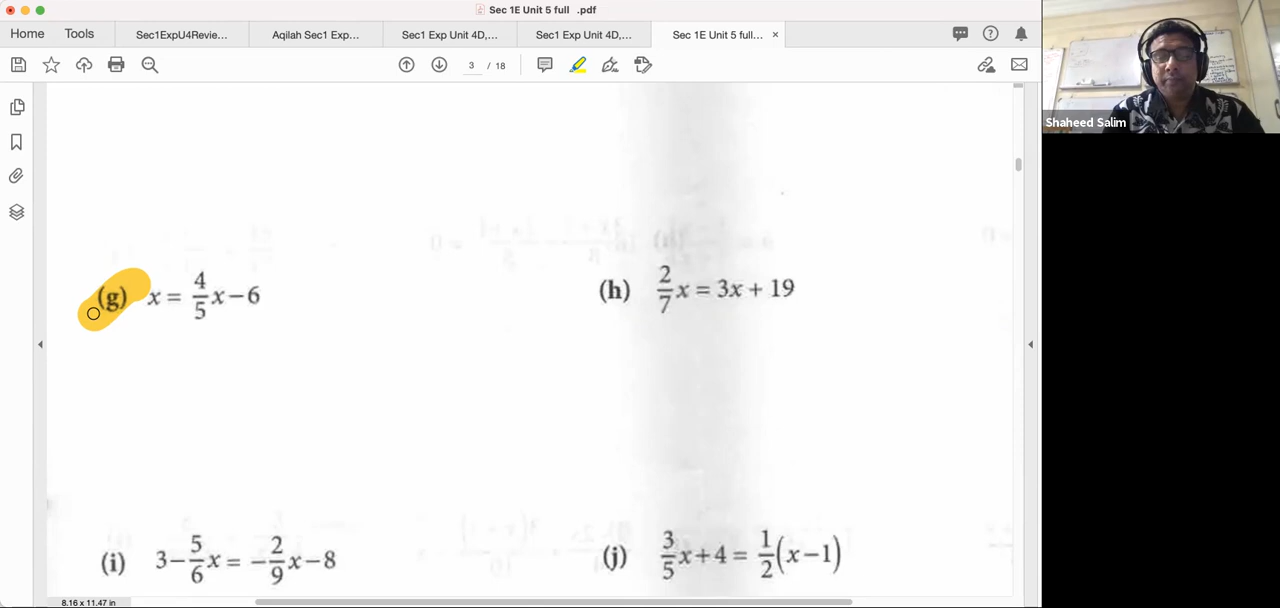 Sec 1E Unit 5 full .pdf
Home Tools Sec1ExpU4Revie... Aqilah Sec1 Exp... Sec1 Exp Unit 4D,... Sec1 Exp Unit 4D,... Sec 1E Unit 5 full... ×
3 / 18
Shaheed Salim
(g) x = 4/5 x − 6
(h) 2/7 x = 3x + 19
(i) 3 − 5/6 x = −2/9 x − 8
(j) 3/5 x + 4 = 1/2 (x − 1)
8.16 x 11.47 in